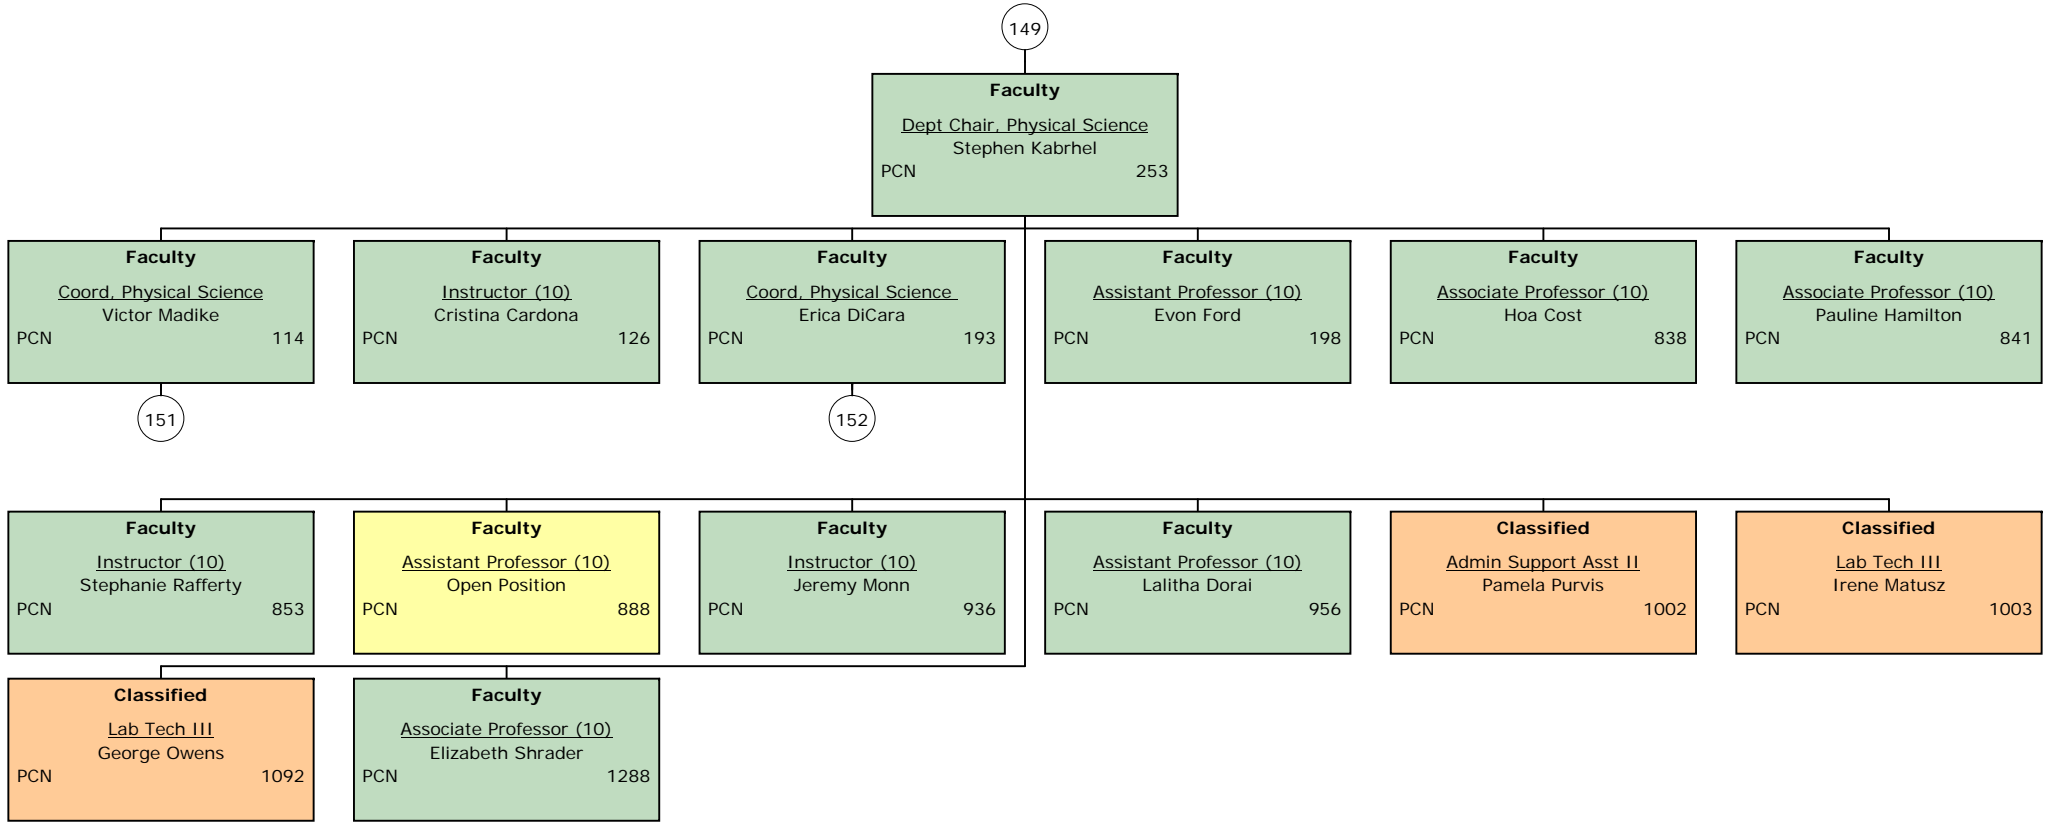 149
Faculty
Dept Chair, Physical Science
Stephen Kabrhel
PCN 253
Faculty
Coord, Physical Science
Victor Madike
PCN 114
Faculty
Instructor (10)
Cristina Cardona
PCN 126
Faculty
Coord, Physical Science
Erica DiCara
PCN 193
Faculty
Assistant Professor (10)
Evon Ford
PCN 198
Faculty
Associate Professor (10)
Hoa Cost
PCN 838
Faculty
Associate Professor (10)
Pauline Hamilton
PCN 841
151
152
Faculty
Instructor (10)
Stephanie Rafferty
PCN 853
Faculty
Assistant Professor (10)
Open Position
PCN 888
Faculty
Instructor (10)
Jeremy Monn
PCN 936
Faculty
Assistant Professor (10)
Lalitha Dorai
PCN 956
Classified
Admin Support Asst II
Pamela Purvis
PCN 1002
Classified
Lab Tech III
Irene Matusz
PCN 1003
Classified
Lab Tech III
George Owens
PCN 1092
Faculty
Associate Professor (10)
Elizabeth Shrader
PCN 1288